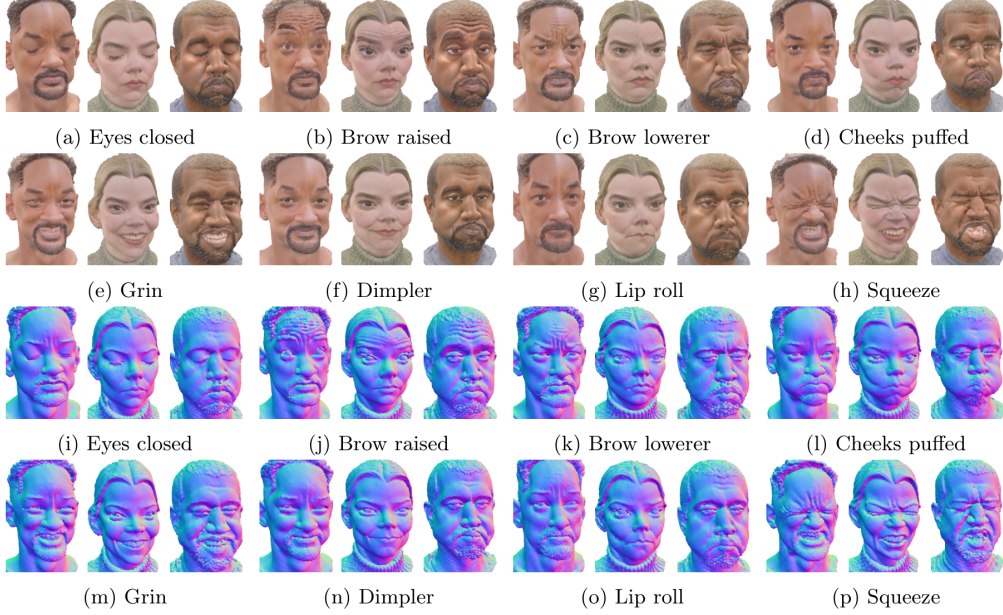 (a) Eyes closed (b) Brow raised (c) Brow lowerer (d) Cheeks puffed
(e) Grin (f) Dimpler (g) Lip roll (h) Squeeze
(i) Eyes closed (j) Brow raised (k) Brow lowerer (l) Cheeks puffed
(m) Grin (n) Dimpler (o) Lip roll (p) Squeeze